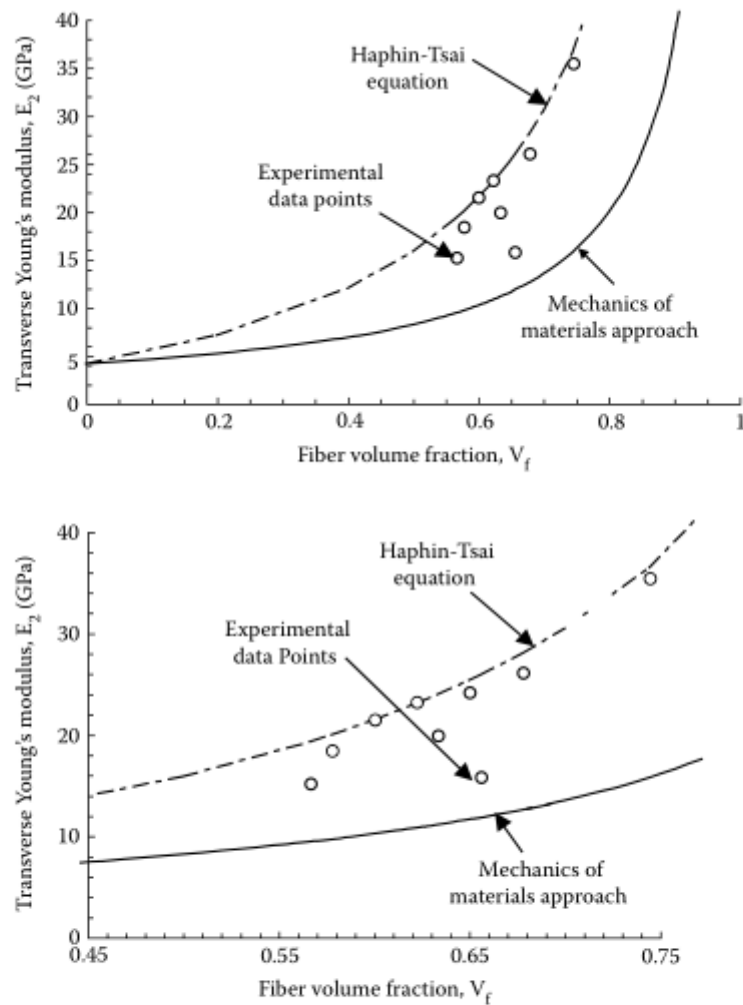 40
35
30
25
20
15
10
5
0
Transverse Young's modulus, E₂ (GPa)
Haphin-Tsai
equation
Experimental
data points
Mechanics of
materials approach
0
0.2
0.4
0.6
0.8
1
Fiber volume fraction, V_f
40
30
20
10
0
Transverse Young's modulus, E₂ (GPa)
Haphin-Tsai
equation
Experimental
data Points
Mechanics of
materials approach
0.45
0.55
0.65
0.75
Fiber volume fraction, V_f